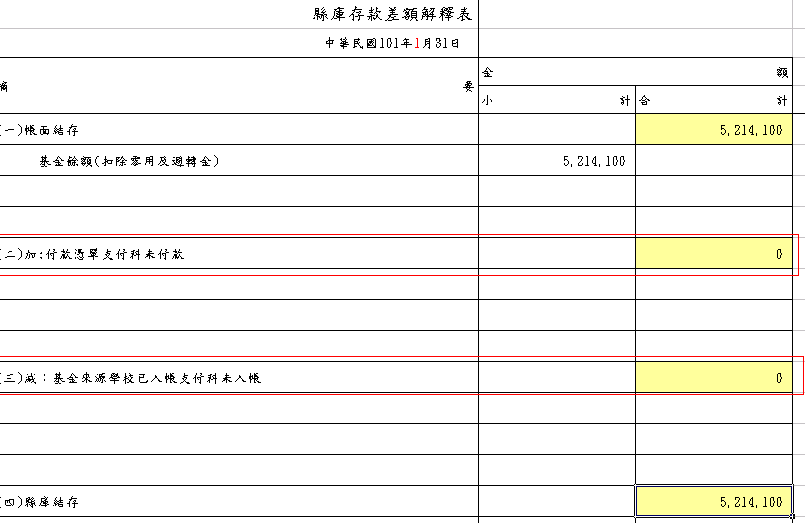 縣庫存款差額解釋表
中華民國101年1月31日
摘 要
金 額
小 計 合 計
(一)帳面結存 5,214,100
基金餘額(扣除零用及週轉金) 5,214,100
(二)加:付款憑單支付科未付款 0
(三)減：基金來源學校已入帳支付科未入帳 0
(四)縣庫結存 5,214,100